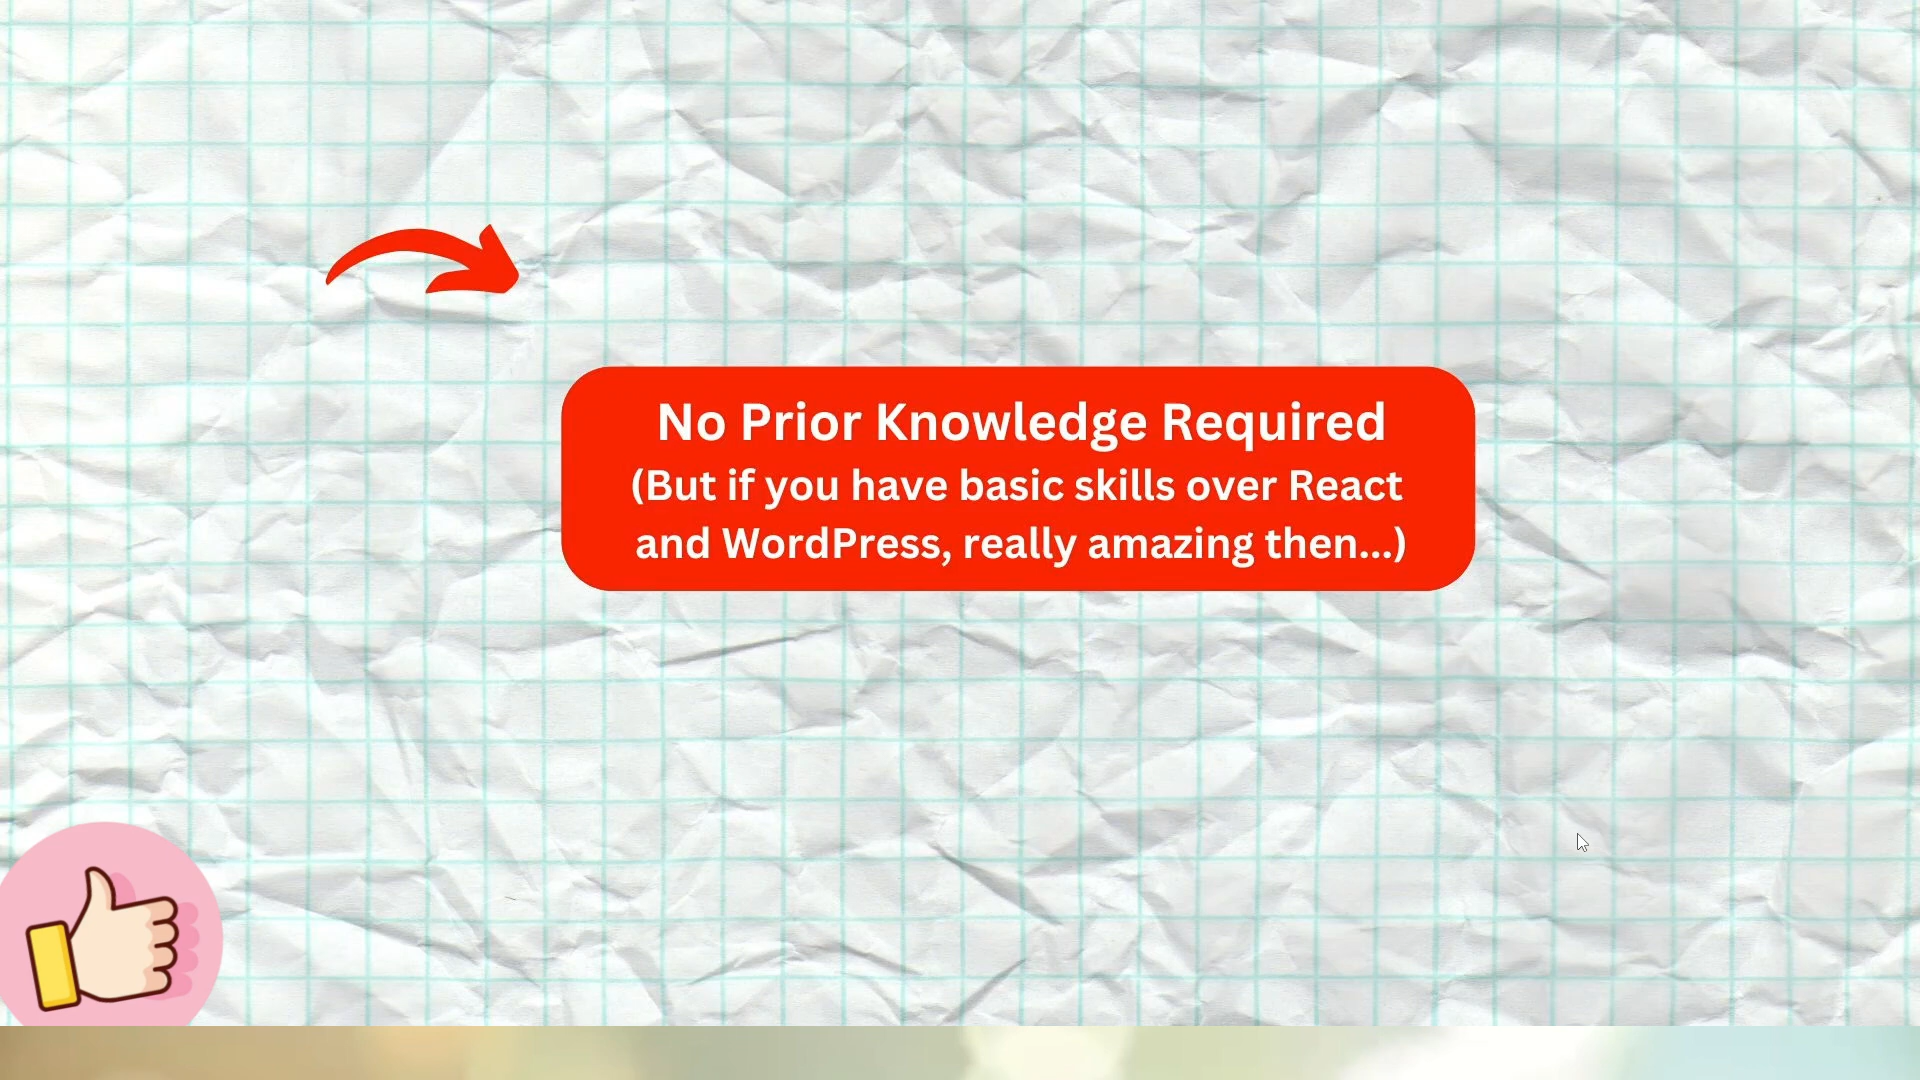 No Prior Knowledge Required
(But if you have basic skills over React
and WordPress, really amazing then...)